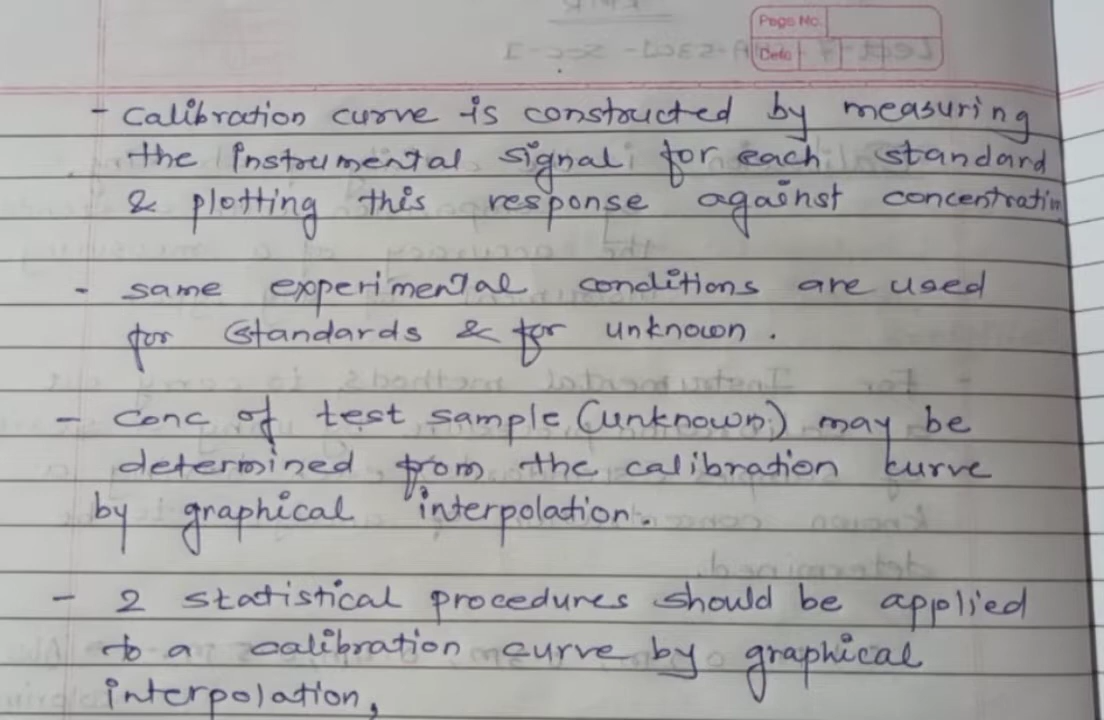 Page No.
Date
- Calibration curve is constructed by measuring
the Instrumental signal for each standard
& plotting this response against concentration
- same experimental conditions are used
for standards & for unknown.
- conc of test sample (unknown) may be
determined from the calibration curve
by graphical interpolation.
- 2 statistical procedures should be applied
to a calibration curve by graphical
interpolation,